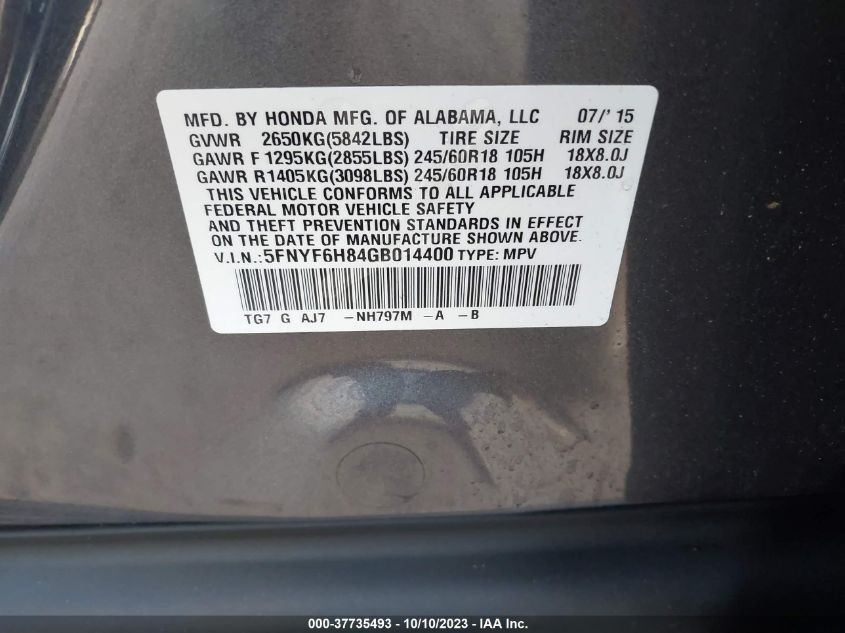 MFD. BY HONDA MFG. OF ALABAMA, LLC 07/'15
GVWR 2650KG(5842LBS) TIRE SIZE RIM SIZE
GAWR F 1295KG(2855LBS) 245/60R18 105H 18X8.0J
GAWR R1405KG(3098LBS) 245/60R18 105H 18X8.0J
THIS VEHICLE CONFORMS TO ALL APPLICABLE
FEDERAL MOTOR VEHICLE SAFETY
AND THEFT PREVENTION STANDARDS IN EFFECT
ON THE DATE OF MANUFACTURE SHOWN ABOVE.
V.I.N.:5FNYF6H84GB014400 TYPE: MPV
TG7 G AJ7 -NH797M -A -B
000-37735493 - 10/10/2023 - IAA Inc.